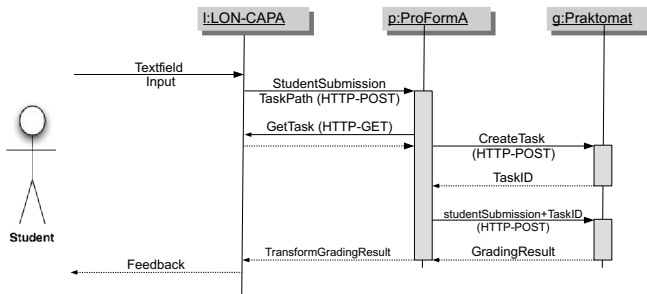 l:LON-CAPA
p:ProFormA
g:Praktomat
Textfield
Input
StudentSubmission
TaskPath (HTTP-POST)
GetTask (HTTP-GET)
CreateTask
(HTTP-POST)
TaskID
studentSubmission+TaskID
(HTTP-POST)
Student
TransformGradingResult
GradingResult
Feedback